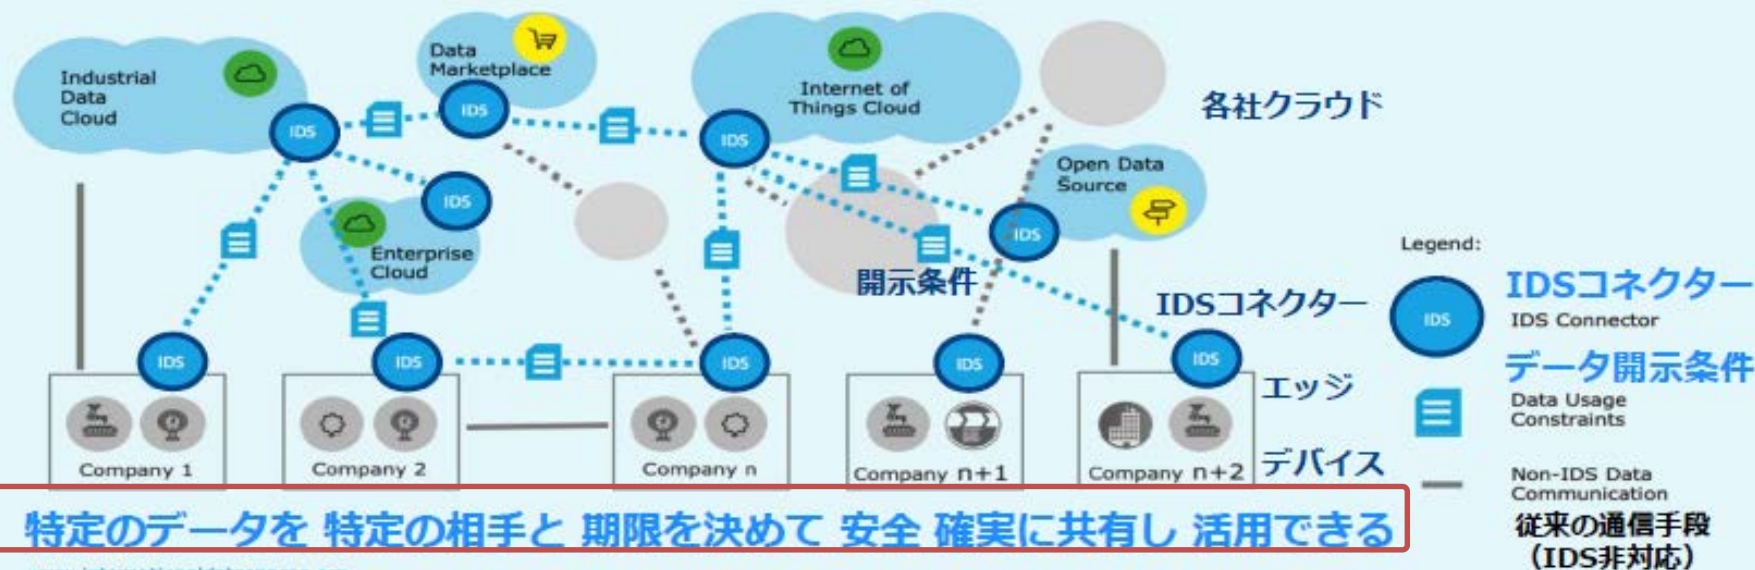 Industrial
Data
Cloud
Data
Marketplace
Internet of
Things Cloud
各社クラウド
IDS
IDS
IDS
Open Data
Source
IDS
Enterprise
Cloud
IDS
開示条件
IDSコネクター
Legend:
IDS
IDSコネクター
IDS Connector
IDS
IDS
IDS
IDS
IDS
エッジ
データ開示条件
Data Usage
Constraints
Company 1
Company 2
Company n
Company n+1
Company n+2
デバイス
Non-IDS Data
Communication
従来の通信手段
（IDS非対応）
特定のデータを 特定の相手と 期限を決めて 安全 確実に共有し 活用できる